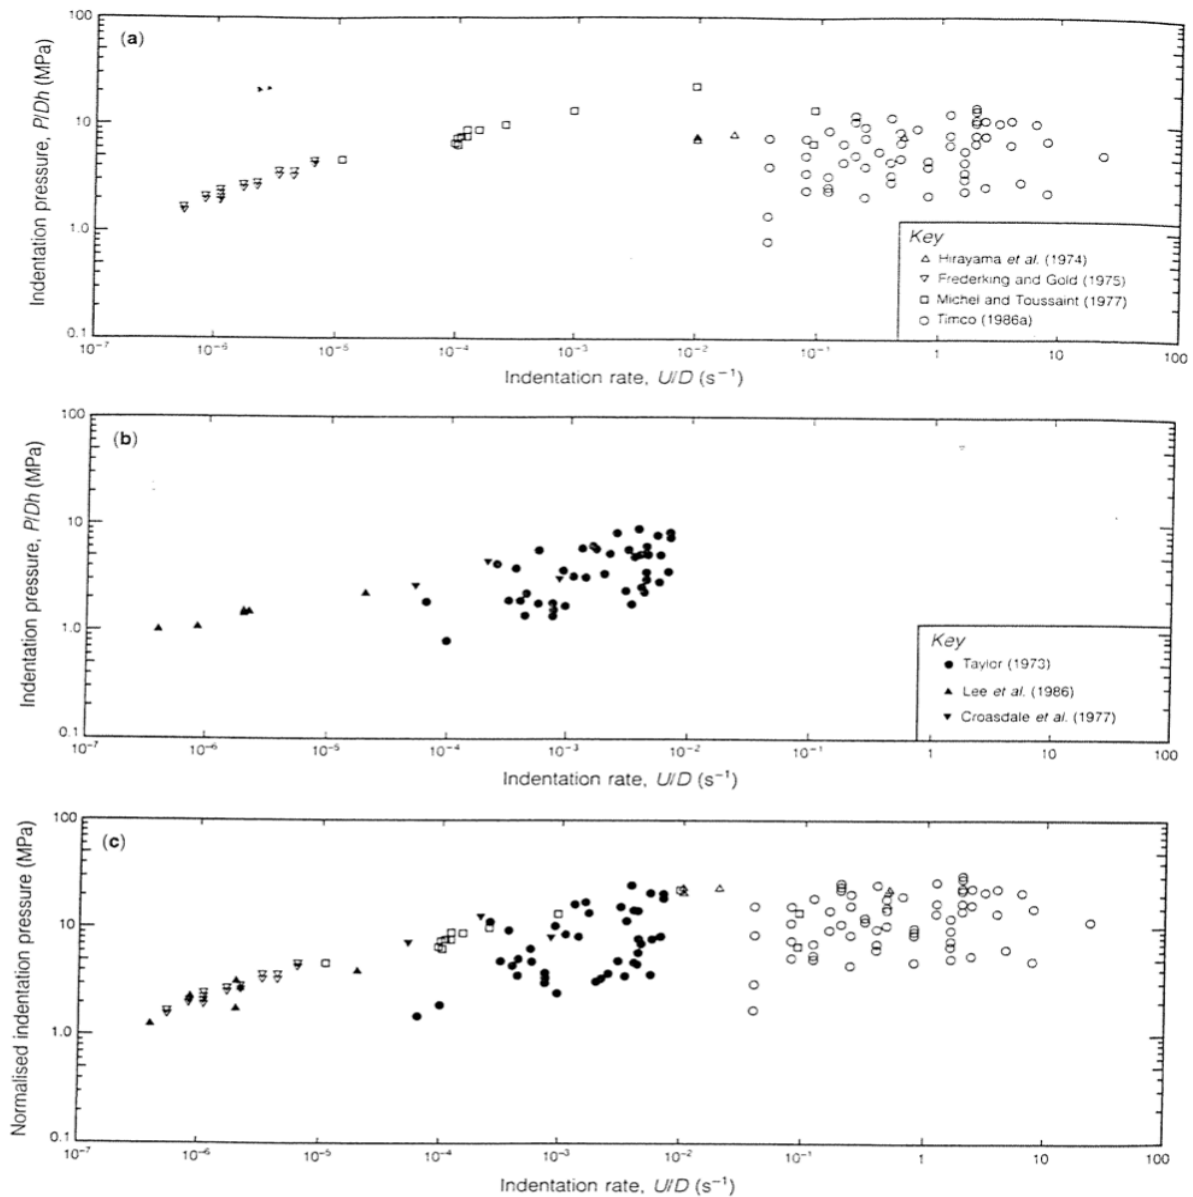 100
(a)
Indentation pressure, P/Dh (MPa)
10
1.0
0.1
Key
Hirayama et al. (1974)
Frederking and Gold (1975)
Michel and Toussaint (1977)
Timco (1986a)
10⁻⁷ 10⁻⁶ 10⁻⁵ 10⁻⁴ 10⁻³ 10⁻² 10⁻¹ 1 10 100
Indentation rate, U/D (s⁻¹)
100
(b)
Indentation pressure, P/Dh (MPa)
10
1.0
0.1
Key
Taylor (1973)
Lee et al. (1986)
Croasdale et al. (1977)
10⁻⁷ 10⁻⁶ 10⁻⁵ 10⁻⁴ 10⁻³ 10⁻² 10⁻¹ 1 10 100
Indentation rate, U/D (s⁻¹)
100
(c)
Normalised indentation pressure (MPa)
10
1.0
0.1
10⁻⁷ 10⁻⁶ 10⁻⁵ 10⁻⁴ 10⁻³ 10⁻² 10⁻¹ 1 10 100
Indentation rate, U/D (s⁻¹)